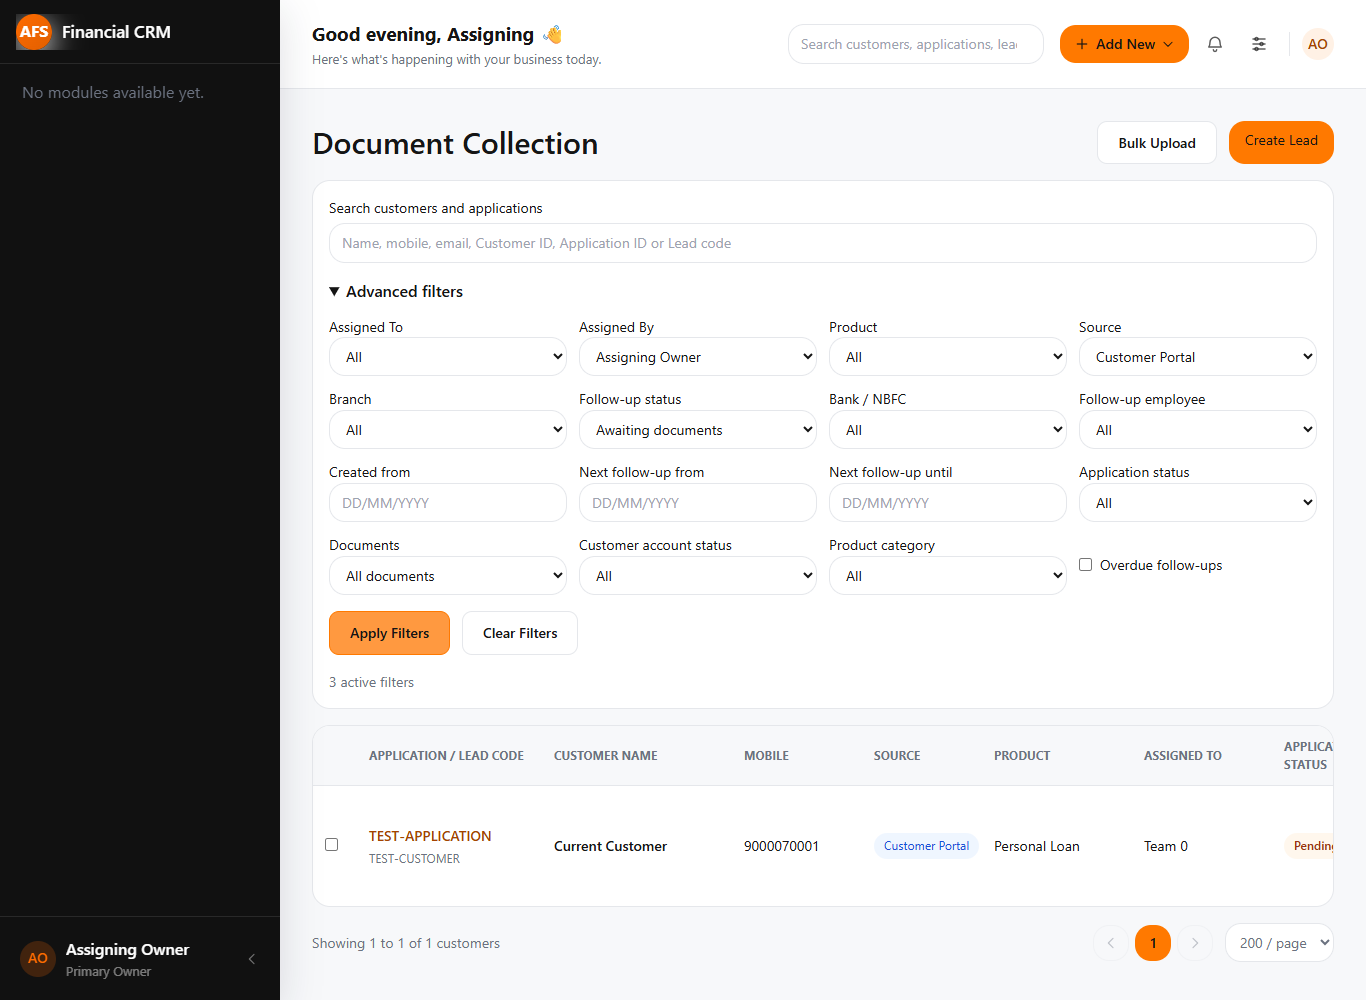 AFS Financial CRM
No modules available yet.
Good evening, Assigning 👋
Here's what's happening with your business today.
Search customers, applications, lea
+ Add New
AO
Document Collection
Bulk Upload
Create Lead
Search customers and applications
Name, mobile, email, Customer ID, Application ID or Lead code
▼ Advanced filters
Assigned To
Assigned By
Product
Source
All
Assigning Owner
All
Customer Portal
Branch
Follow-up status
Bank / NBFC
Follow-up employee
All
Awaiting documents
All
All
Created from
Next follow-up from
Next follow-up until
Application status
DD/MM/YYYY
DD/MM/YYYY
DD/MM/YYYY
All
Documents
Customer account status
Product category
All documents
All
All
Overdue follow-ups
Apply Filters
Clear Filters
3 active filters
APPLICATION / LEAD CODE
CUSTOMER NAME
MOBILE
SOURCE
PRODUCT
ASSIGNED TO
APPLICA
STATUS
TEST-APPLICATION
TEST-CUSTOMER
Current Customer
9000070001
Customer Portal
Personal Loan
Team 0
Pending
Showing 1 to 1 of 1 customers
1
200 / page
AO
Assigning Owner
Primary Owner